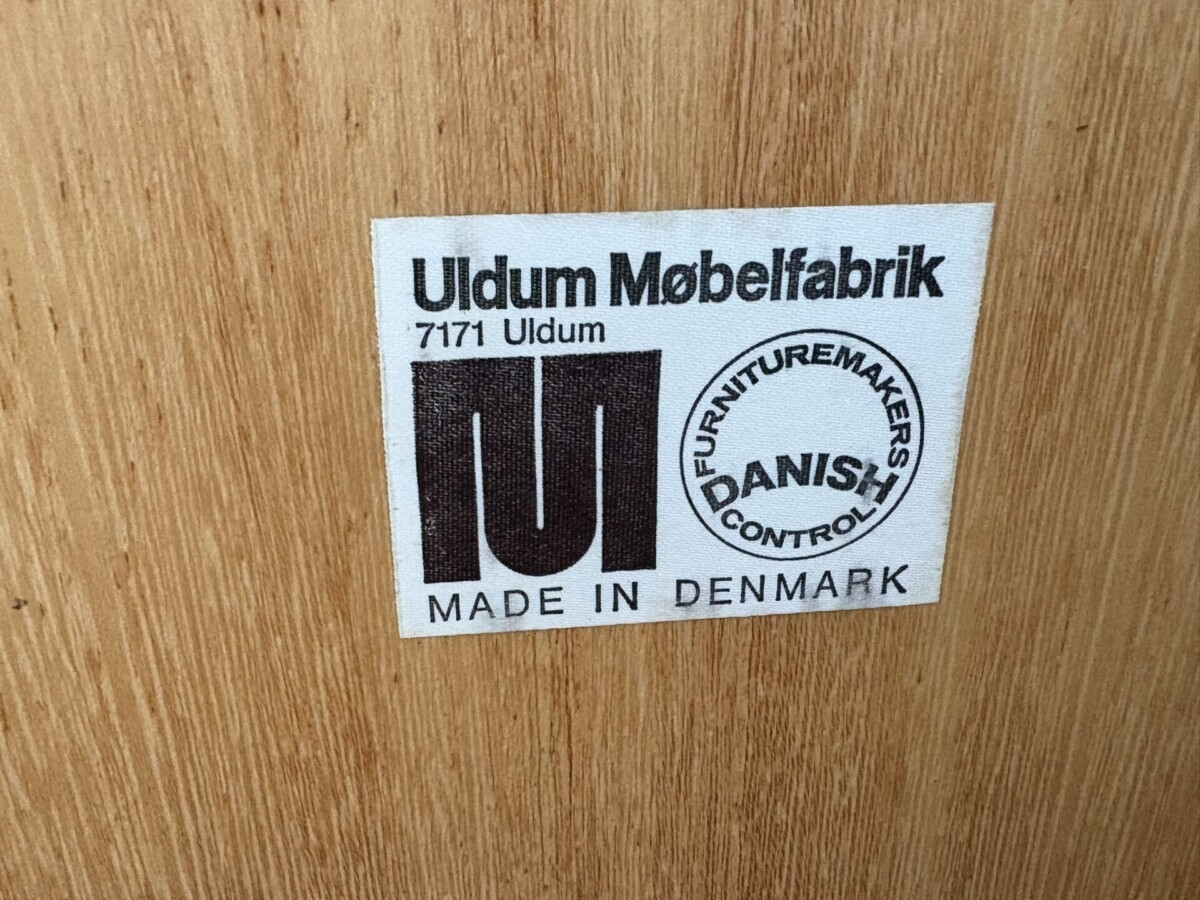 Uldum Møbelfabrik
7171 Uldum
FURNITUREMAKERS
DANISH
CONTROL
MADE IN DENMARK